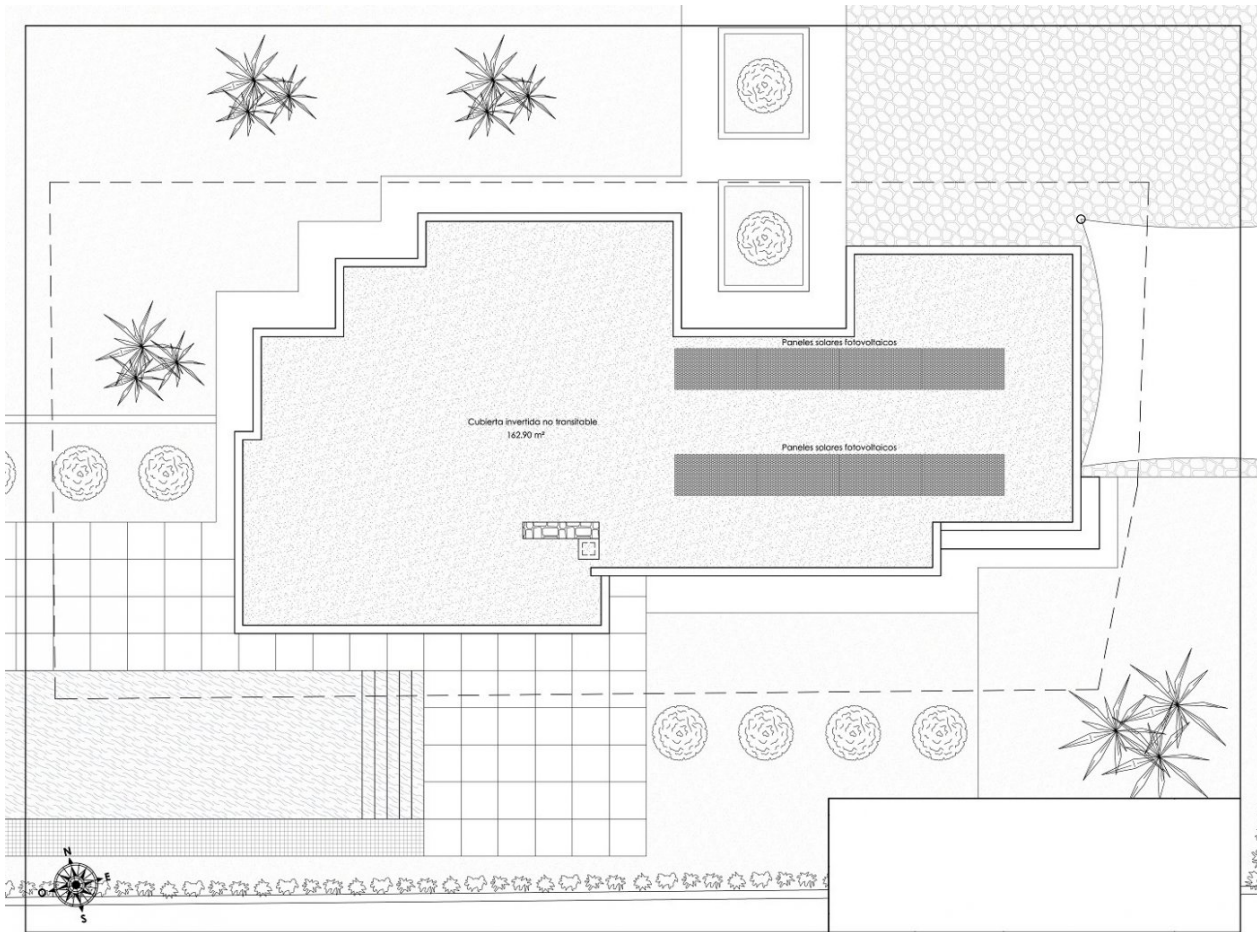 Paneles solares fotovoltaicos
Cubierta invertida no transitable
162.90 m²
Paneles solares fotovoltaicos
N
O
E
S